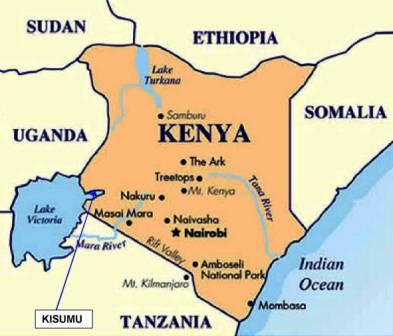 SUDAN
ETHIOPIA
Lake
Turkana
Samburu
SOMALIA
UGANDA
KENYA
The Ark
Treetops
Mt. Kenya
Tana River
Nakuru
Lake
Victoria
Masai Mara
Naivasha
Nairobi
Mara River
Rift Valley
Amboseli
National Park
Mt. Kilimanjaro
Indian
Ocean
Mombasa
KISUMU
TANZANIA